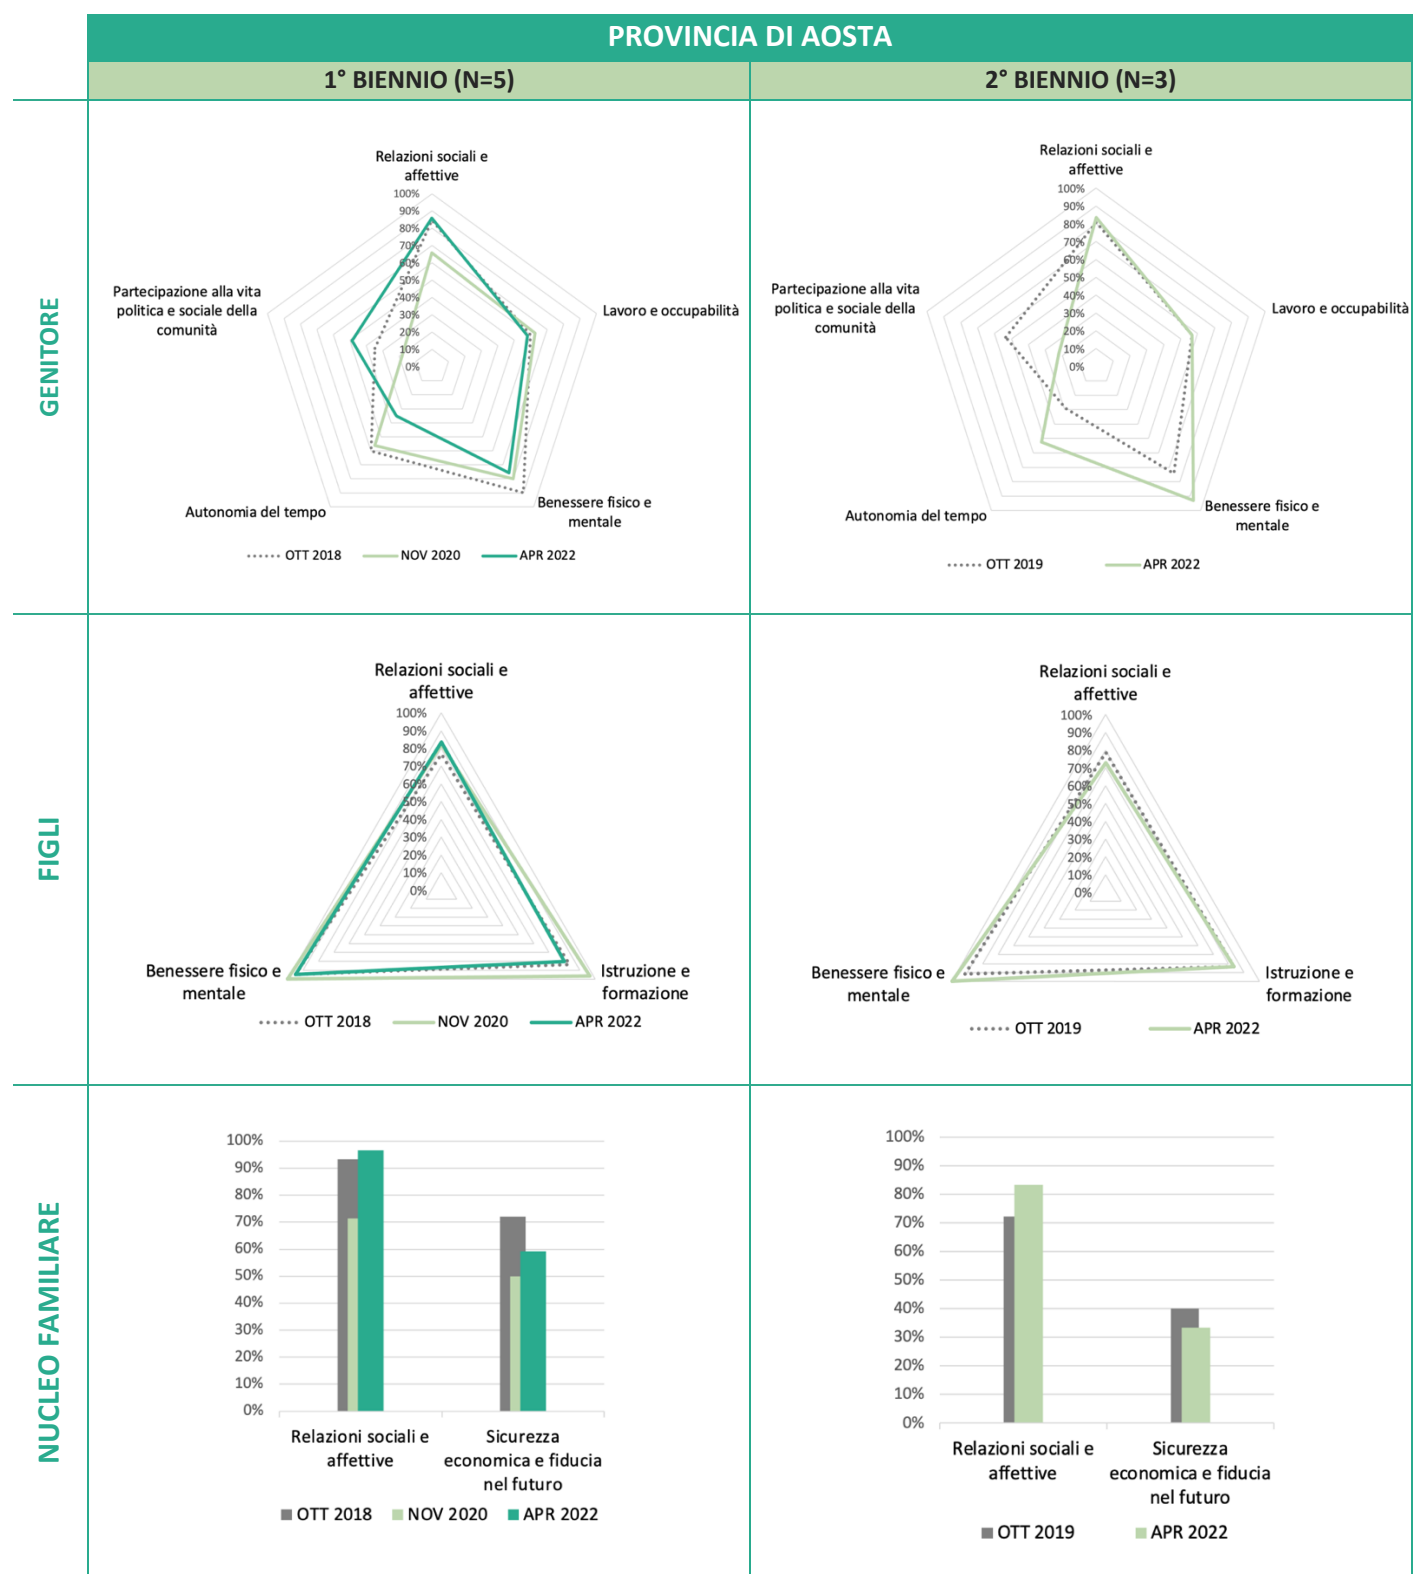 PROVINCIA DI AOSTA
1° BIENNIO (N=5)
2° BIENNIO (N=3)
GENITORE
Relazioni sociali e
affettive
100%
90%
80%
70%
60%
50%
40%
30%
20%
10%
0%
Lavoro e occupabilità
Benessere fisico e
mentale
Autonomia del tempo
Partecipazione alla vita
politica e sociale della
comunità
OTT 2018
NOV 2020
APR 2022
Relazioni sociali e
affettive
100%
90%
80%
70%
60%
50%
40%
30%
20%
10%
0%
Lavoro e occupabilità
Benessere fisico e
mentale
Autonomia del tempo
Partecipazione alla vita
politica e sociale della
comunità
OTT 2019
APR 2022
FIGLI
Relazioni sociali e
affettive
100%
90%
80%
70%
60%
50%
40%
30%
20%
10%
0%
Benessere fisico e
mentale
Istruzione e
formazione
OTT 2018
NOV 2020
APR 2022
Relazioni sociali e
affettive
100%
90%
80%
70%
60%
50%
40%
30%
20%
10%
0%
Benessere fisico e
mentale
Istruzione e
formazione
OTT 2019
APR 2022
NUCLEO FAMILIARE
100%
90%
80%
70%
60%
50%
40%
30%
20%
10%
0%
Relazioni sociali e
affettive
Sicurezza
economica e fiducia
nel futuro
OTT 2018
NOV 2020
APR 2022
100%
90%
80%
70%
60%
50%
40%
30%
20%
10%
0%
Relazioni sociali e
affettive
Sicurezza
economica e fiducia
nel futuro
OTT 2019
APR 2022